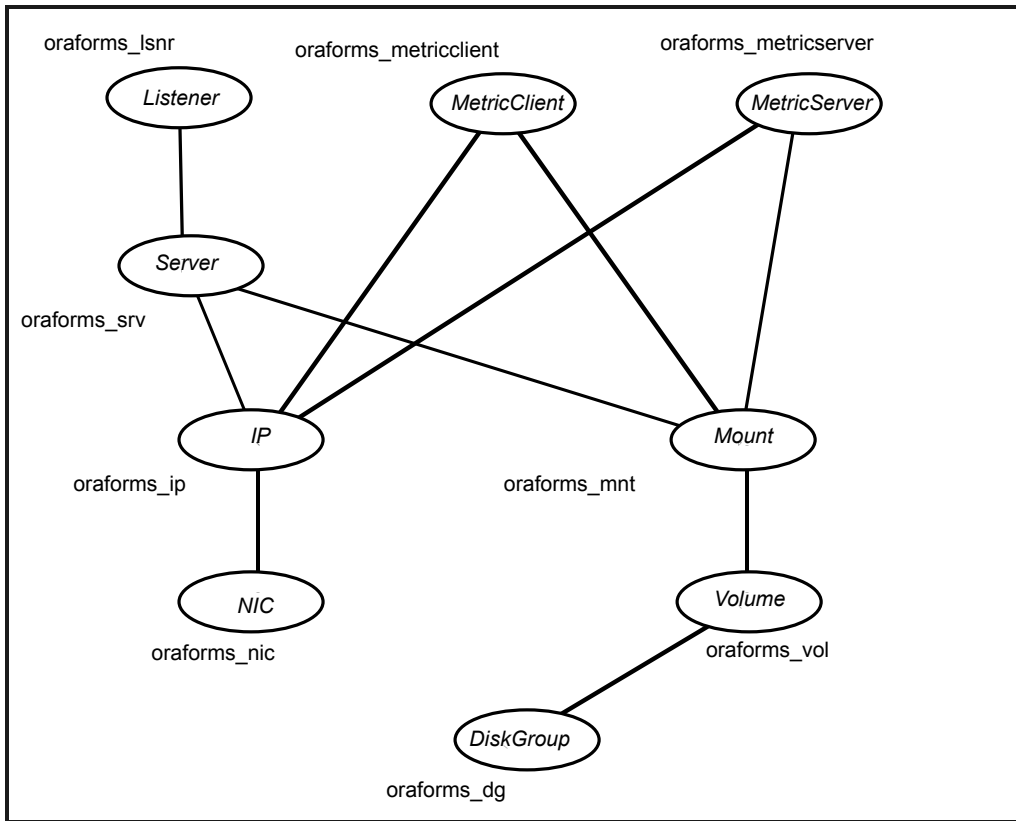 oraforms_lsnr
oraforms_metricclient
oraforms_metricserver
Listener
MetricClient
MetricServer
Server
oraforms_srv
IP
Mount
oraforms_ip
oraforms_mnt
NIC
Volume
oraforms_nic
oraforms_vol
DiskGroup
oraforms_dg